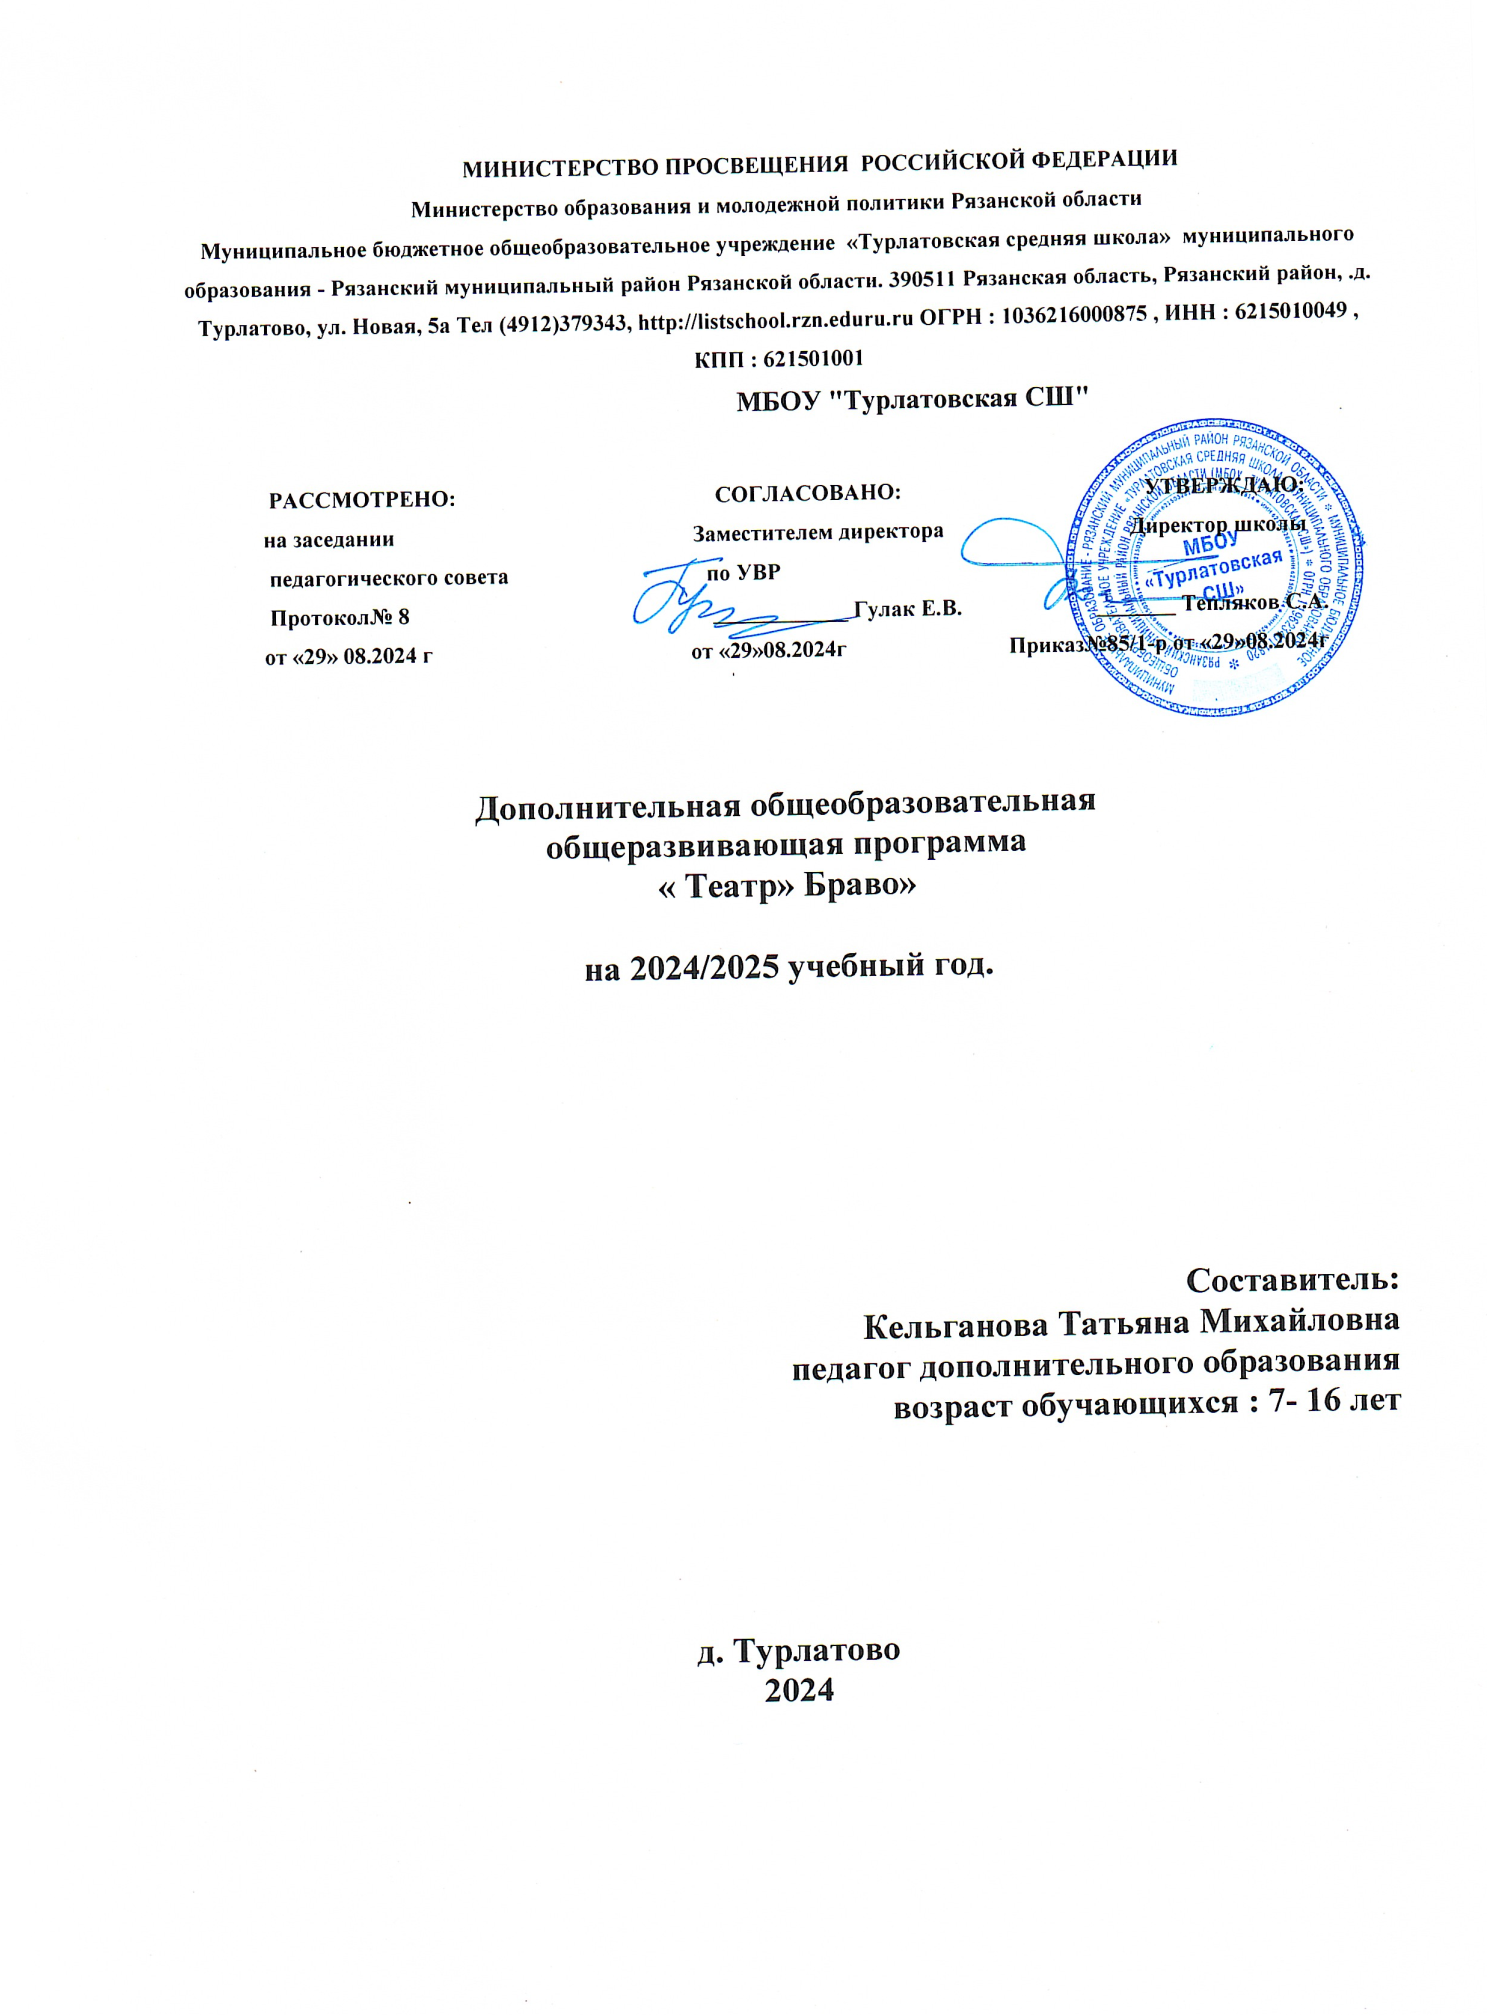 МИНИСТЕРСТВО ПРОСВЕЩЕНИЯ РОССИЙСКОЙ ФЕДЕРАЦИИ
Министерство образования и молодежной политики Рязанской области
Муниципальное бюджетное общеобразовательное учреждение «Турлатовская средняя школа» муниципального
образования - Рязанский муниципальный район Рязанской области. 390511 Рязанская область, Рязанский район, .д.
Турлатово, ул. Новая, 5а Тел (4912)379343, http://listschool.rzn.eduru.ru ОГРН : 1036216000875 , ИНН : 6215010049 ,
КПП : 621501001
МБОУ "Турлатовская СШ"
РАССМОТРЕНО:
на заседании
педагогического совета
Протокол№ 8
от «29» 08.2024 г
СОГЛАСОВАНО:
Заместителем директора
по УВР
____________Гулак Е.В.
от «29»08.2024г
УТВЕРЖДАЮ:
Директор школы
_______ Тепляков С.А.
Приказ№85/1-р от «29»08.2024г
МБОУ
«Турлатовская
СШ»
Дополнительная общеобразовательная
общеразвивающая программа
« Театр» Браво»
на 2024/2025 учебный год.
Составитель:
Кельганова Татьяна Михайловна
педагог дополнительного образования
возраст обучающихся : 7- 16 лет
д. Турлатово
2024